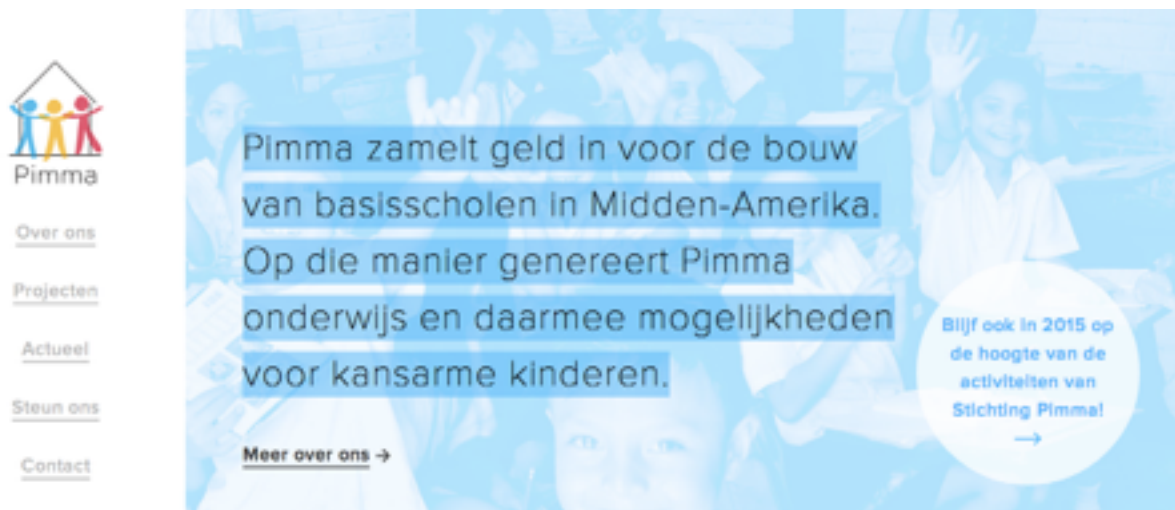 Pimma
Over ons
Projecten
Actueel
Steun ons
Contact
Pimma zamelt geld in voor de bouw
van basisscholen in Midden-Amerika.
Op die manier genereert Pimma
onderwijs en daarmee mogelijkheden
voor kansarme kinderen.
Meer over ons →
Blijf ook in 2015 op
de hoogte van de
activiteiten van
Stichting Pimma!
→